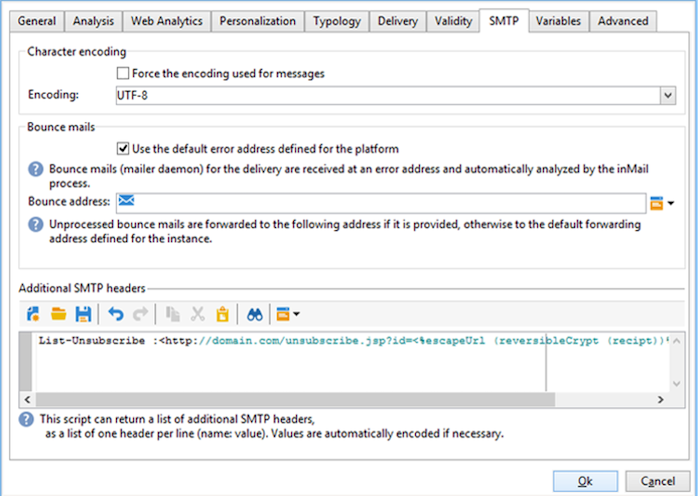 General Analysis Web Analytics Personalization Typology Delivery Validity SMTP Variables Advanced
Character encoding
Force the encoding used for messages
Encoding: UTF-8
Bounce mails
Use the default error address defined for the platform
Bounce mails (mailer daemon) for the delivery are received at an error address and automatically analyzed by the inMail
process.
Bounce address:
Unprocessed bounce mails are forwarded to the following address if it is provided, otherwise to the default forwarding
address defined for the instance.
Additional SMTP headers
List-Unsubscribe :<http://domain.com/unsubscribe.jsp?id=<%escapeUrl (reversibleCrypt (recipt))
This script can return a list of additional SMTP headers,
as a list of one header per line (name: value). Values are automatically encoded if necessary.
Ok Cancel